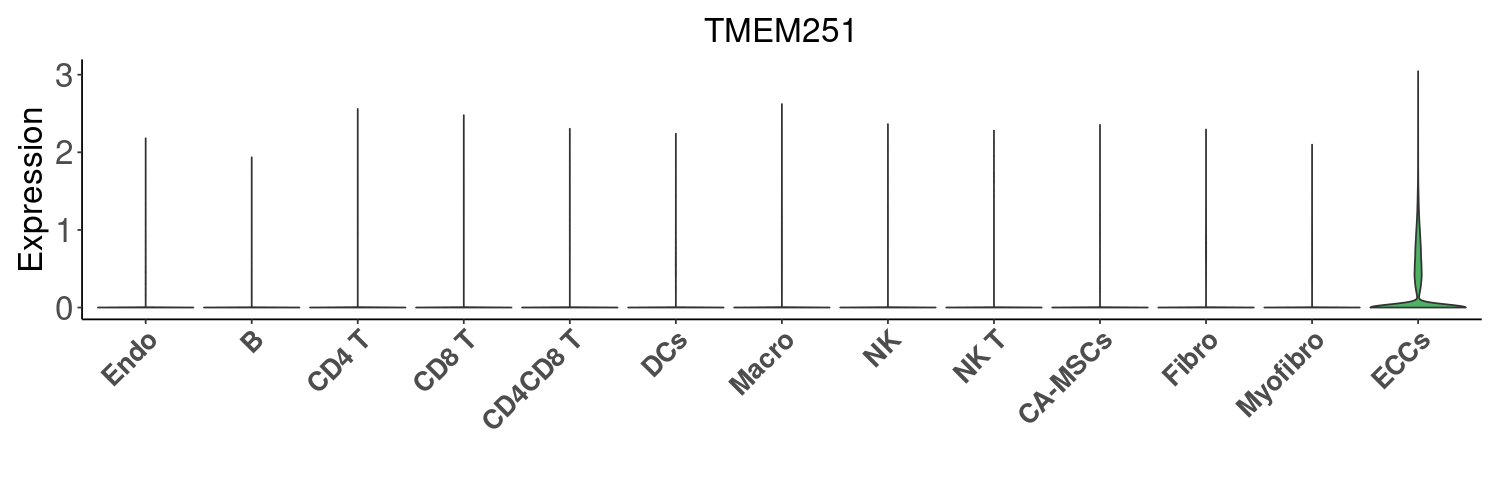 TMEM251
Expression
3
2
1
0
Endo
B
CD4 T
CD8 T
CD4CD8 T
DCs
Macro
NK
NK T
CA-MSCs
Fibro
Myofibro
ECCs